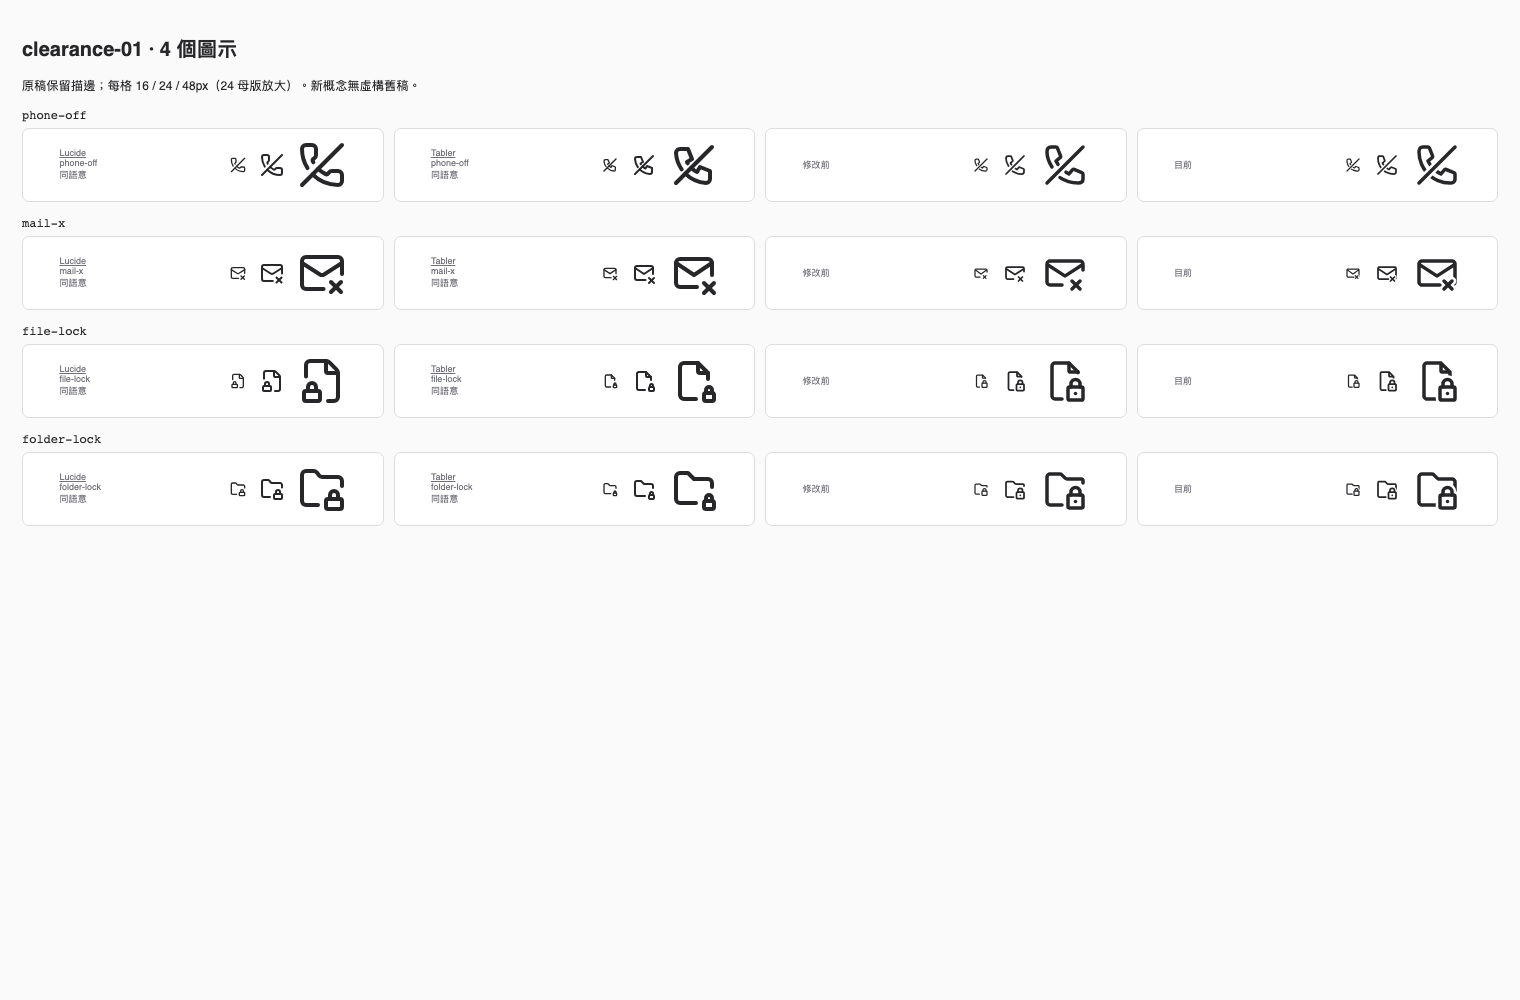 clearance-01 · 4 個圖示
原稿保留描邊；每格 16 / 24 / 48px（24 母版放大）。新概念無虛構舊稿。
phone-off
Lucide
phone-off
同語意
Tabler
phone-off
同語意
修改前
目前
mail-x
Lucide
mail-x
同語意
Tabler
mail-x
同語意
修改前
目前
file-lock
Lucide
file-lock
同語意
Tabler
file-lock
同語意
修改前
目前
folder-lock
Lucide
folder-lock
同語意
Tabler
folder-lock
同語意
修改前
目前